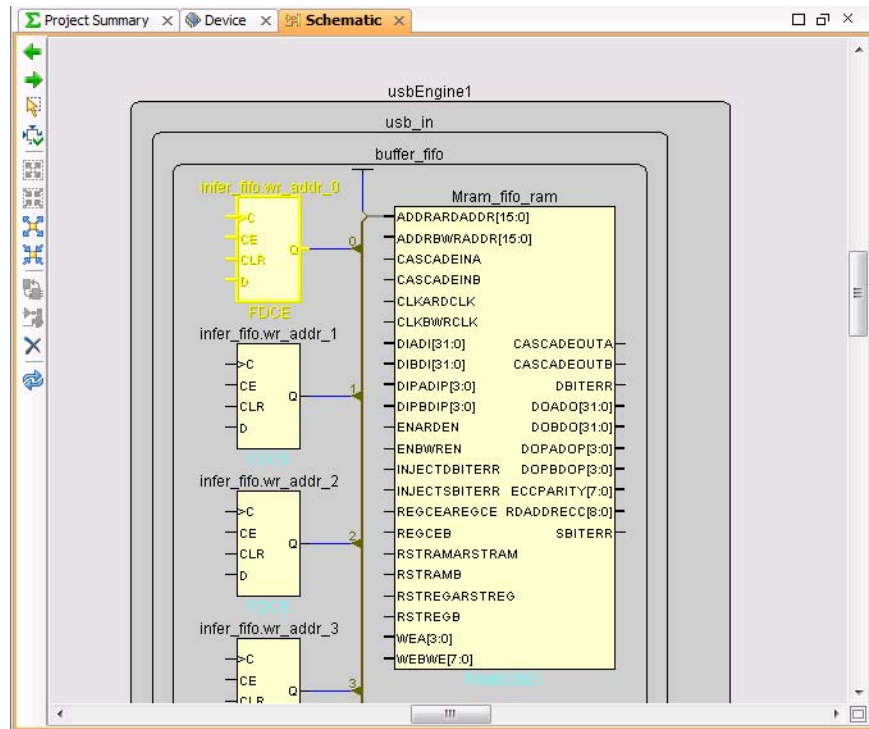 Project Summary Device Schematic
usbEngine1
usb_in
buffer_fifo
infer_fifo.wr_addr_0
C
CE
CLR
D
Q
0
FDCE
infer_fifo.wr_addr_1
C
CE
CLR
D
Q
1
infer_fifo.wr_addr_2
C
CE
CLR
D
Q
2
infer_fifo.wr_addr_3
C
CE
CLR
Q
3
Mram_fifo_ram
ADDRARDADDR[15:0]
ADDRBWRADDR[15:0]
CASCADEINA
CASCADEINB
CLKARDCLK
CLKBWRCLK
DIADI[31:0] CASCADEOUTA
DIBDI[31:0] CASCADEOUTB
DIPADIP[3:0] DBITERR
DIPBDIP[3:0] DOADO[31:0]
ENARDEN DOBDO[31:0]
ENBWREN DOPADOP[3:0]
INJECTDBITERR DOPBDOP[3:0]
INJECTSBITERR ECCPARITY[7:0]
REGCEAREGCE RDADDRECC[8:0]
REGCEB SBITERR
RSTRAMARSTRAM
RSTRAMB
RSTREGARSTREG
RSTREGB
WEA[3:0]
WEBWE[7:0]